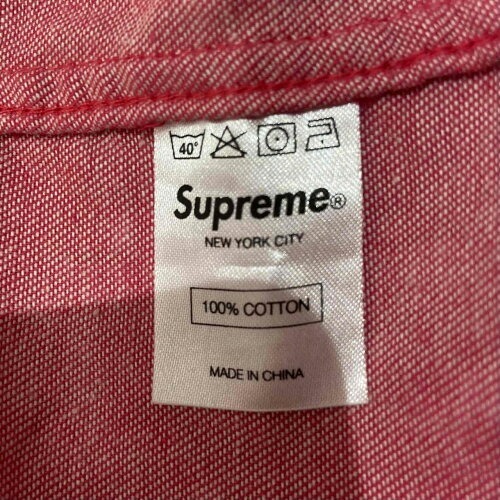 40°
Supreme®
NEW YORK CITY
100% COTTON
MADE IN CHINA